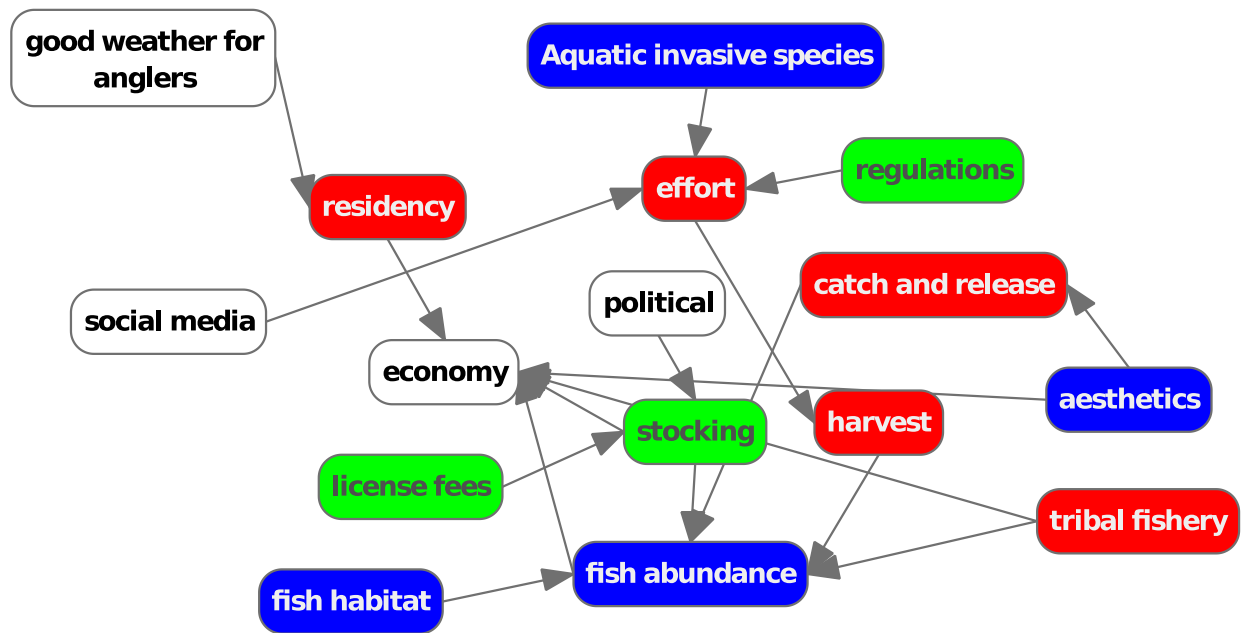 good weather for
anglers
Aquatic invasive species
regulations
effort
residency
catch and release
political
social media
economy
aesthetics
harvest
stocking
license fees
tribal fishery
fish abundance
fish habitat